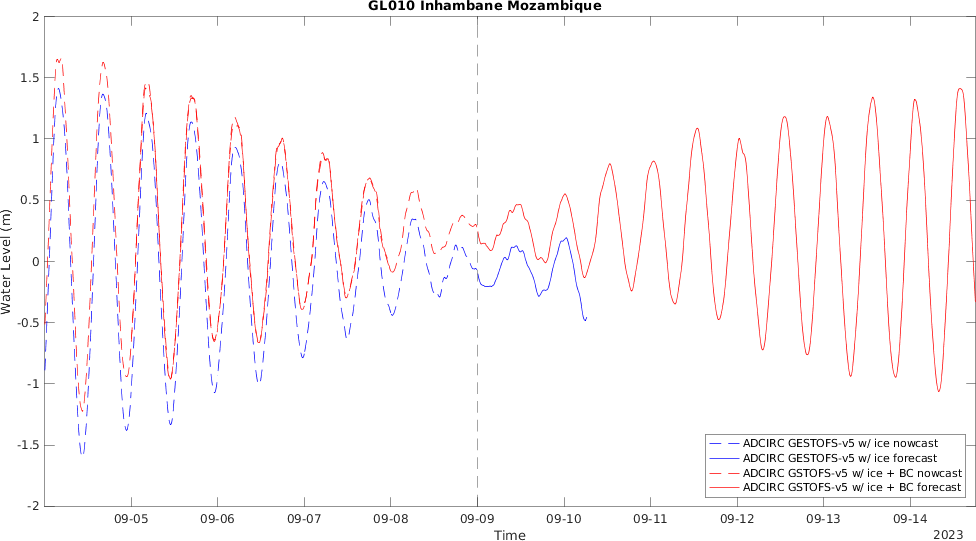 GL010 Inhambane Mozambique
2
1.5
1
0.5
0
-0.5
-1
-1.5
-2
Water Level (m)
ADCIRC GESTOFS-v5 w/ ice nowcast
ADCIRC GESTOFS-v5 w/ ice forecast
ADCIRC GSTOFS-v5 w/ ice + BC nowcast
ADCIRC GSTOFS-v5 w/ ice + BC forecast
09-05 09-06 09-07 09-08 09-09 09-10 09-11 09-12 09-13 09-14
Time
2023